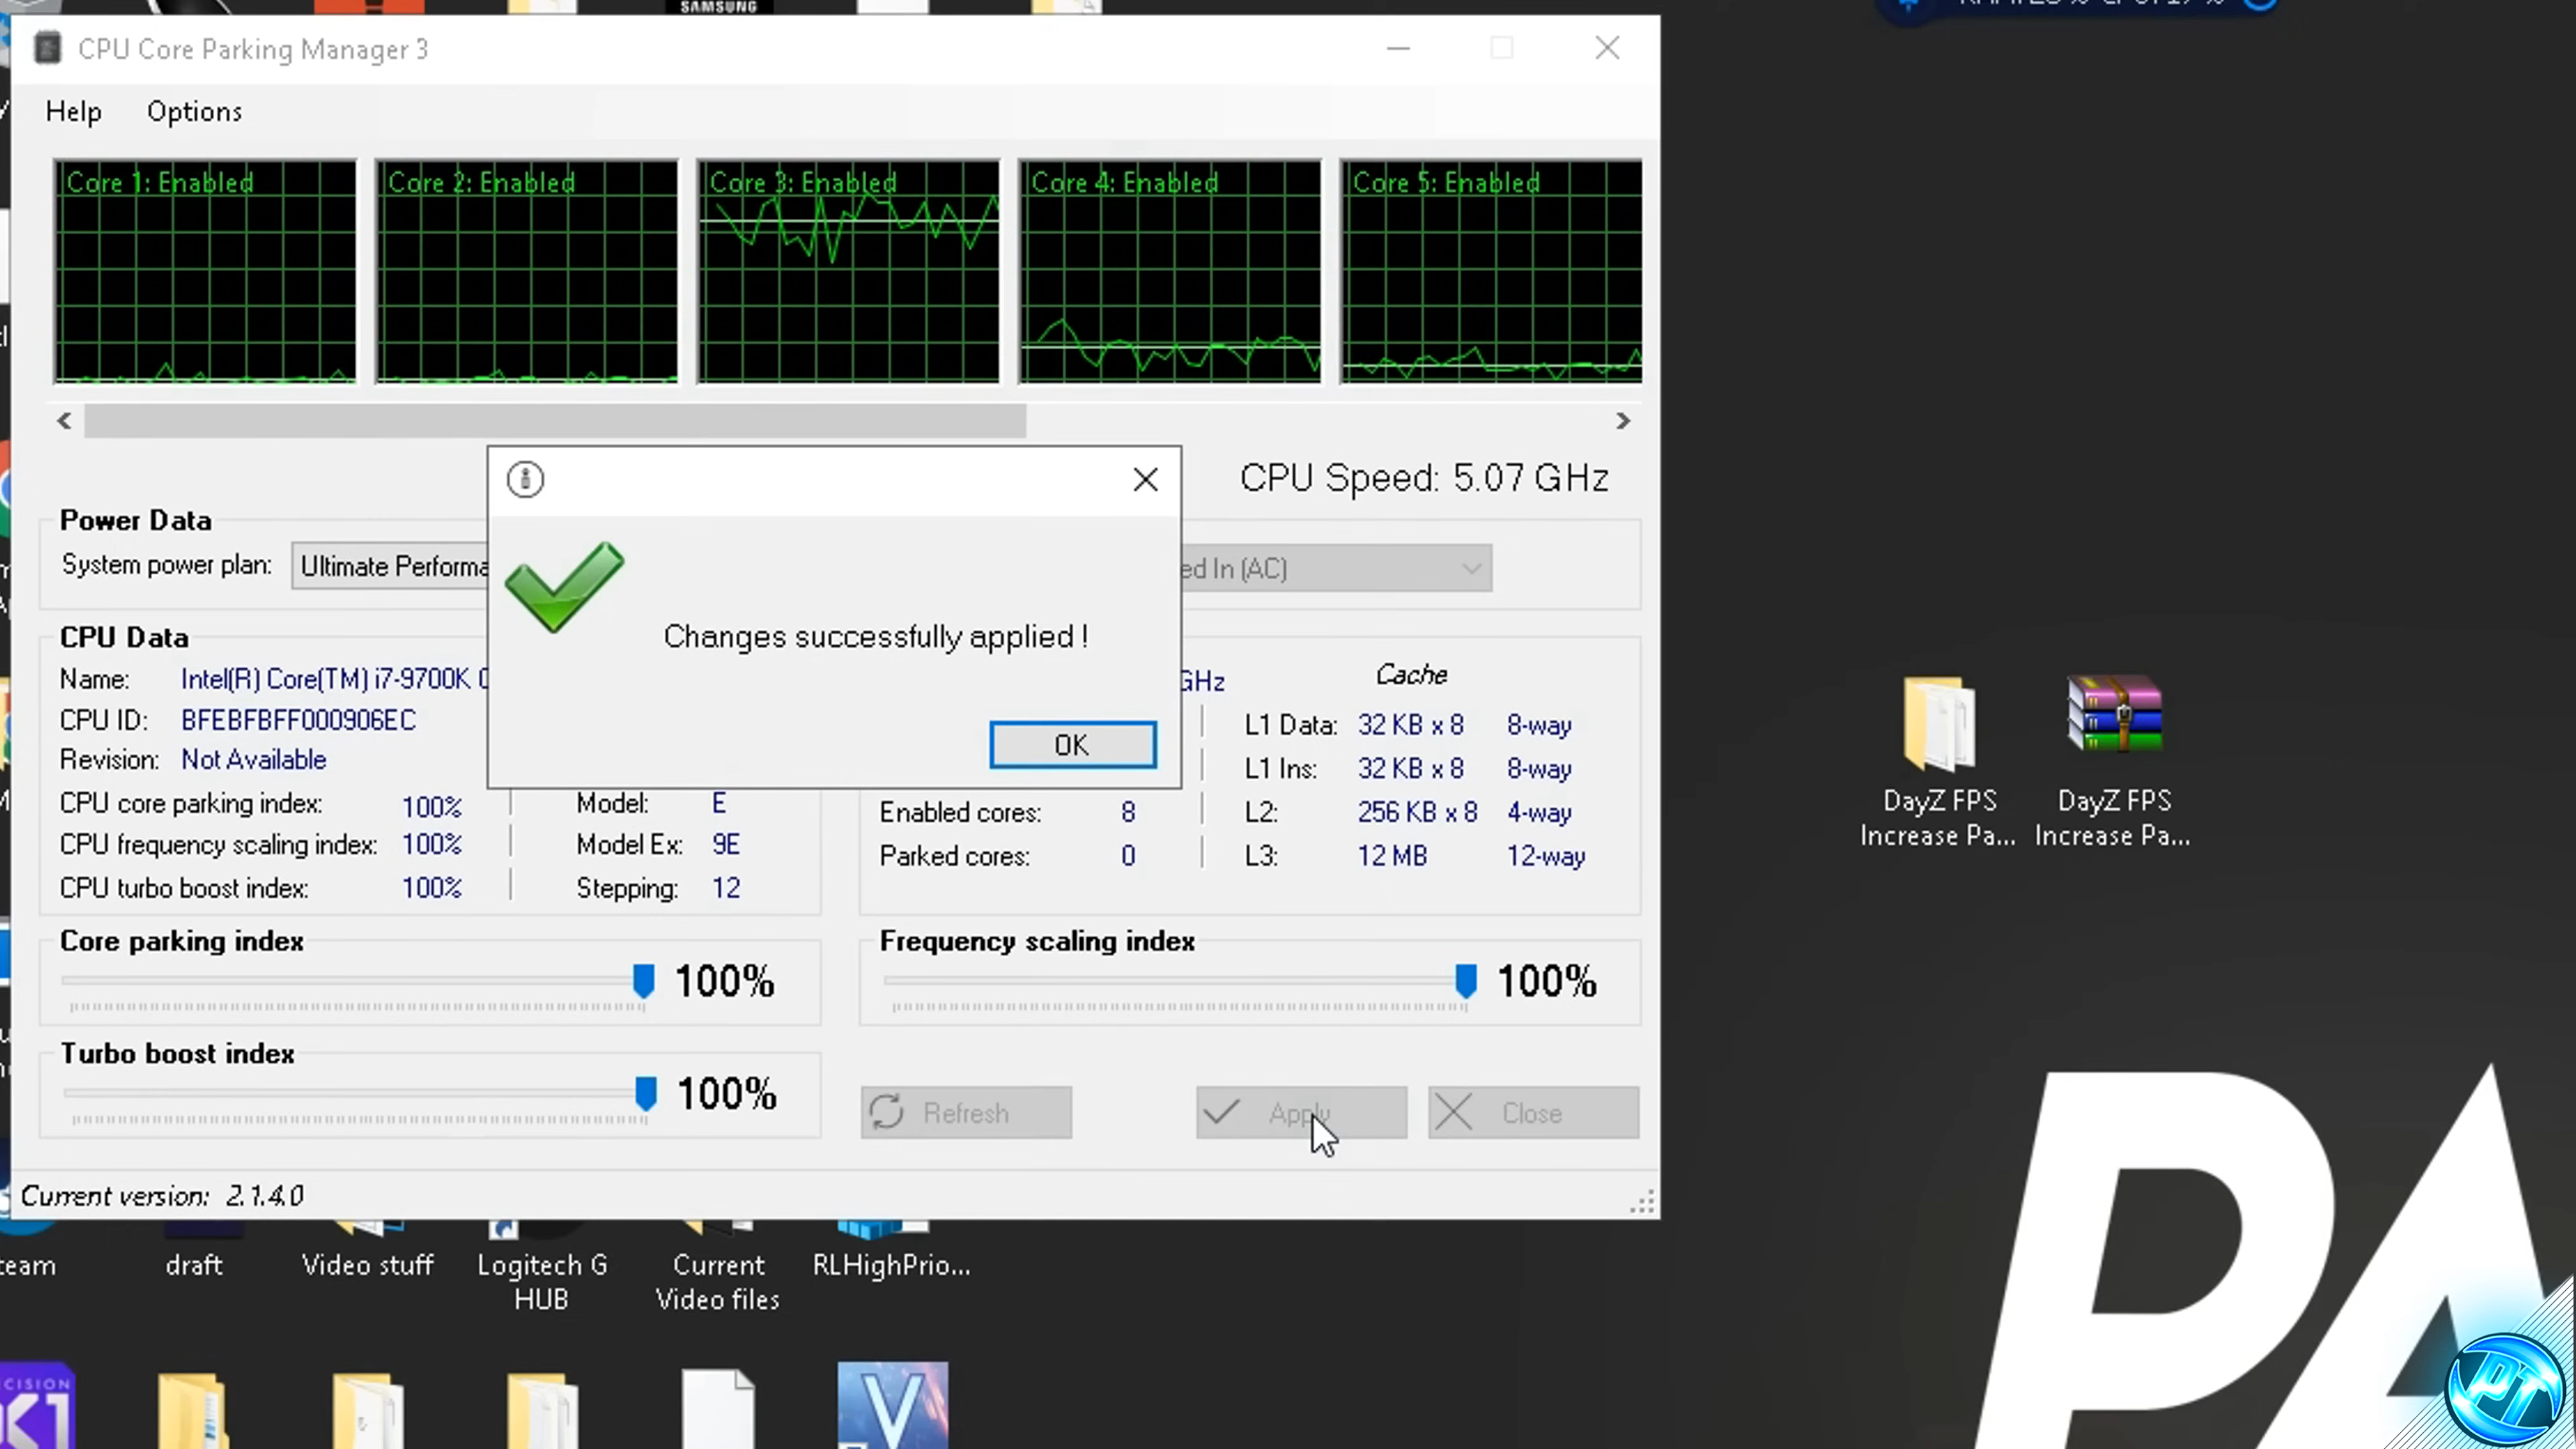 SAMSUNG
CPU Core Parking Manager 3
Help Options
Core 1: Enabled
Core 2: Enabled
Core 3: Enabled
Core 4: Enabled
Core 5: Enabled
CPU Speed: 5.07 GHz
Power Data
System power plan: Ultimate Performa
ed In (AC)
Changes successfully applied !
OK
CPU Data
Name: Intel(R) Core(TM) i7-9700K
CPU ID: BFEBFBFF000906EC
Revision: Not Available
CPU core parking index: 100%
CPU frequency scaling index: 100%
CPU turbo boost index: 100%
Model: E
Model Ex: 9E
Stepping: 12
GHz
Enabled cores: 8
Parked cores: 0
Cache
L1 Data: 32 KB x 8 8-way
L1 Ins: 32 KB x 8 8-way
L2: 256 KB x 8 4-way
L3: 12 MB 12-way
Core parking index
100%
Frequency scaling index
100%
Turbo boost index
100%
Refresh
Apply
Close
Current version: 2.1.4.0
DayZ FPS
Increase Pa...
DayZ FPS
Increase Pa...
team
draft
Video stuff
Logitech G
HUB
Current
Video files
RLHighPrio...
CISION
X1
V
PA
PT